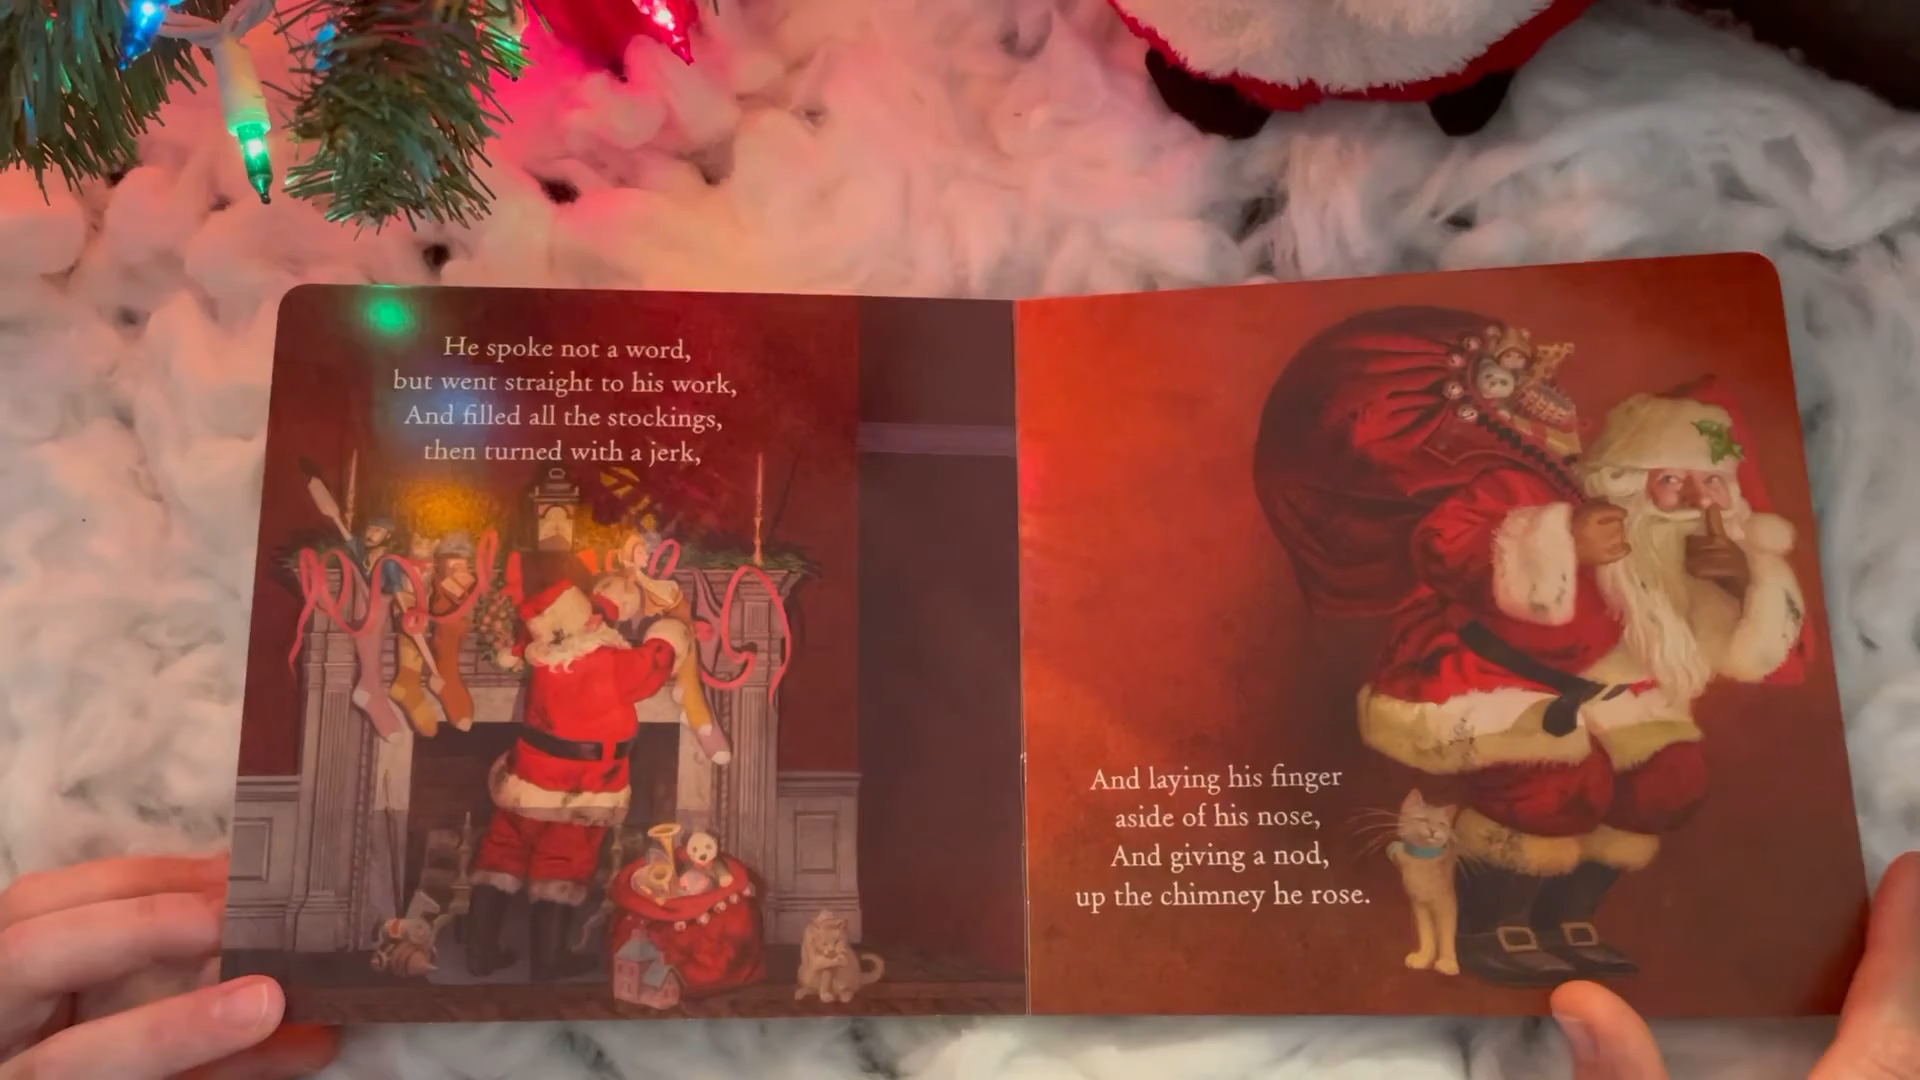 He spoke not a word,
but went straight to his work,
And filled all the stockings,
then turned with a jerk,
And laying his finger
aside of his nose,
And giving a nod,
up the chimney he rose.